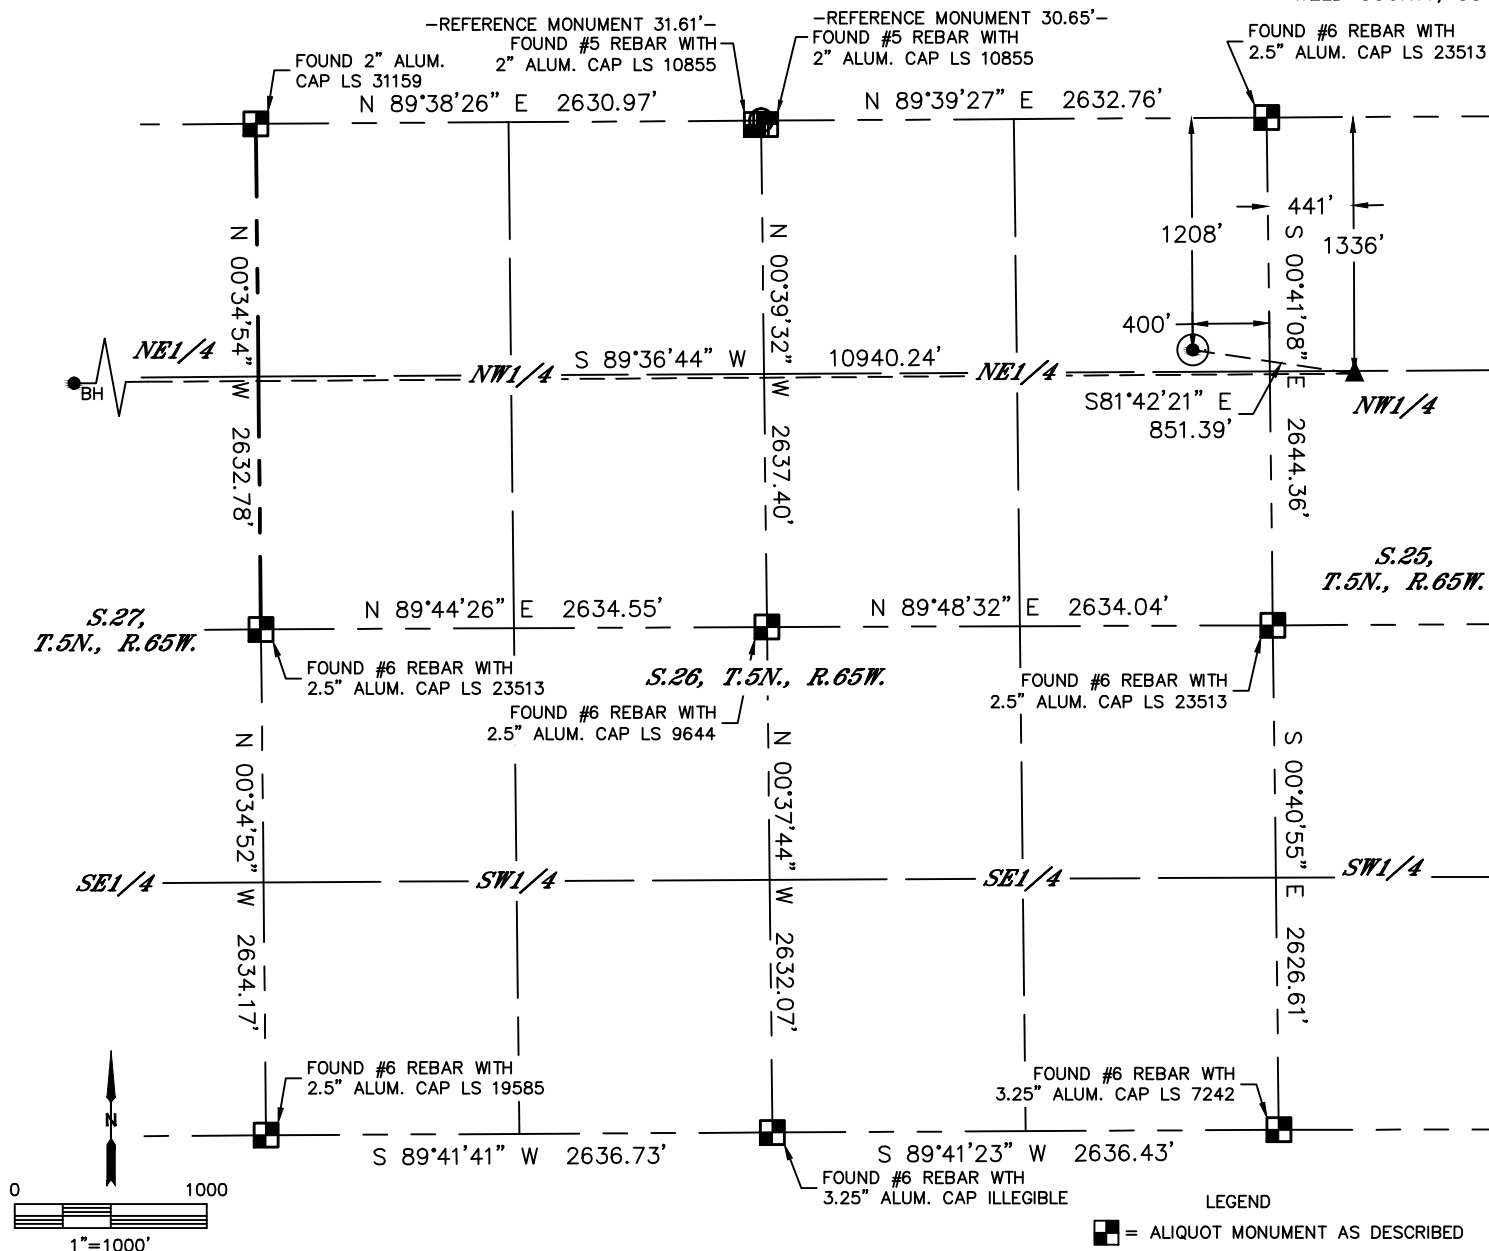 -REFERENCE MONUMENT 31.61'-
FOUND #5 REBAR WITH
2" ALUM. CAP LS 10855
-REFERENCE MONUMENT 30.65'-
FOUND #5 REBAR WITH
2" ALUM. CAP LS 10855
FOUND #6 REBAR WITH
2.5" ALUM. CAP LS 23513
FOUND 2" ALUM.
CAP LS 31159
N 89°38'26" E 2630.97'
N 89°39'27" E 2632.76'
441'
1208'
1336'
400'
N 00°34'54" W 2632.78'
N 00°39'32" W 2637.40'
S 00°41'08" E 2644.36'
NE1/4
BH
NW1/4
S 89°36'44" W 10940.24'
NE1/4
S81°42'21" E
851.39'
NW1/4
S.25,
T.5N., R.65W.
S.27,
T.5N., R.65W.
N 89°44'26" E 2634.55'
N 89°48'32" E 2634.04'
FOUND #6 REBAR WITH
2.5" ALUM. CAP LS 23513
S.26, T.5N., R.65W.
FOUND #6 REBAR WITH
2.5" ALUM. CAP LS 9644
FOUND #6 REBAR WITH
2.5" ALUM. CAP LS 23513
N 00°34'52" W 2634.17'
N 00°37'44" W 2632.07'
S 00°40'55" E 2626.61'
SE1/4
SW1/4
SE1/4
SW1/4
N
FOUND #6 REBAR WITH
2.5" ALUM. CAP LS 19585
FOUND #6 REBAR WTH
3.25" ALUM. CAP LS 7242
S 89°41'41" W 2636.73'
S 89°41'23" W 2636.43'
FOUND #6 REBAR WTH
3.25" ALUM. CAP ILLEGIBLE
0 1000
1"=1000'
LEGEND
= ALIQUOT MONUMENT AS DESCRIBED